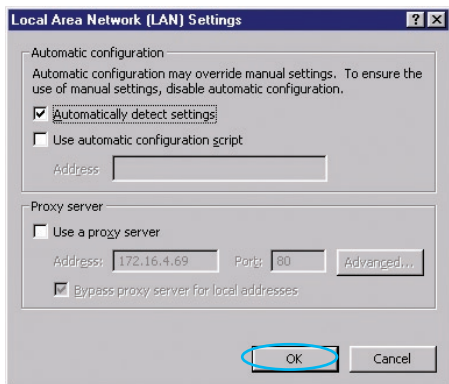 Local Area Network (LAN) Settings
Automatic configuration
Automatic configuration may override manual settings. To ensure the
use of manual settings, disable automatic configuration.
Automatically detect settings
Use automatic configuration script
Address
Proxy server
Use a proxy server
Address: 172.16.4.69 Port: 80 Advanced...
Bypass proxy server for local addresses
OK Cancel